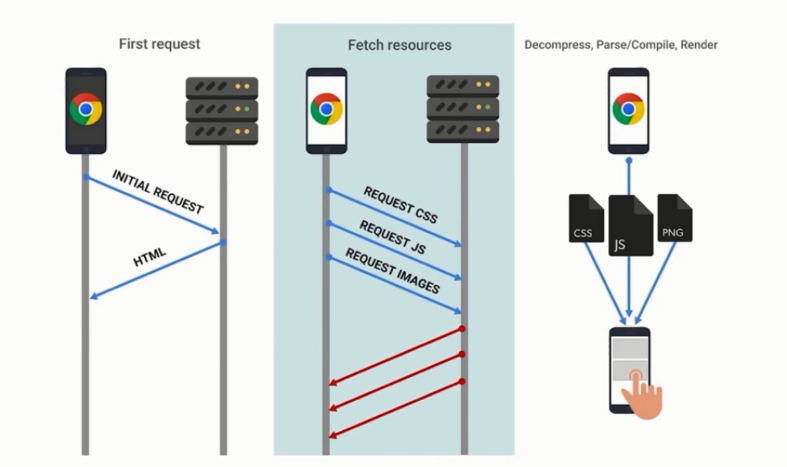 First request
INITIAL REQUEST
HTML
Fetch resources
REQUEST CSS
REQUEST JS
REQUEST IMAGES
Decompress, Parse/Compile, Render
CSS
JS
PNG